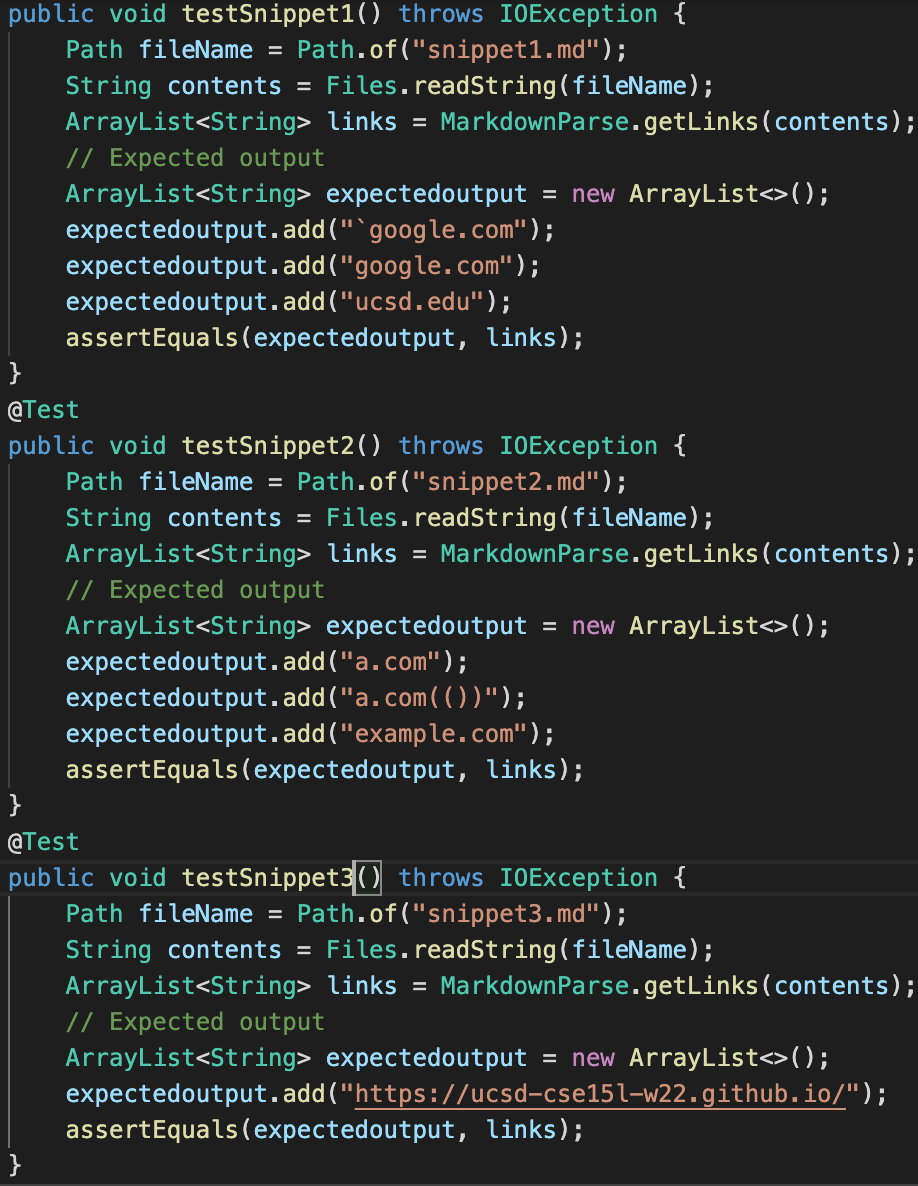 public void testSnippet1() throws IOException {
    Path fileName = Path.of("snippet1.md");
    String contents = Files.readString(fileName);
    ArrayList<String> links = MarkdownParse.getLinks(contents);
    // Expected output
    ArrayList<String> expectedoutput = new ArrayList<>();
    expectedoutput.add("`google.com");
    expectedoutput.add("google.com");
    expectedoutput.add("ucsd.edu");
    assertEquals(expectedoutput, links);
}
@Test
public void testSnippet2() throws IOException {
    Path fileName = Path.of("snippet2.md");
    String contents = Files.readString(fileName);
    ArrayList<String> links = MarkdownParse.getLinks(contents);
    // Expected output
    ArrayList<String> expectedoutput = new ArrayList<>();
    expectedoutput.add("a.com");
    expectedoutput.add("a.com(())");
    expectedoutput.add("example.com");
    assertEquals(expectedoutput, links);
}
@Test
public void testSnippet3() throws IOException {
    Path fileName = Path.of("snippet3.md");
    String contents = Files.readString(fileName);
    ArrayList<String> links = MarkdownParse.getLinks(contents);
    // Expected output
    ArrayList<String> expectedoutput = new ArrayList<>();
    expectedoutput.add("https://ucsd-cse15l-w22.github.io/");
    assertEquals(expectedoutput, links);
}